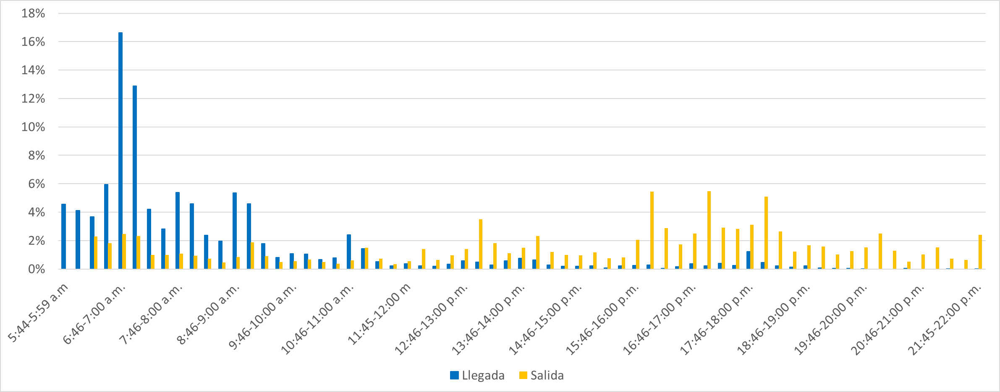 18%
16%
14%
12%
10%
8%
6%
4%
2%
0%
5:44-5:59 a.m
6:46-7:00 a.m.
7:46-8:00 a.m.
8:46-9:00 a.m.
9:46-10:00 a.m.
10:46-11:00 a.m.
11:45-12:00 m
12:46-13:00 p.m.
13:46-14:00 p.m.
14:46-15:00 p.m.
15:46-16:00 p.m.
16:46-17:00 p.m.
17:46-18:00 p.m.
18:46-19:00 p.m.
19:46-20:00 p.m.
20:46-21:00 p.m.
21:45-22:00 p.m.
Llegada Salida